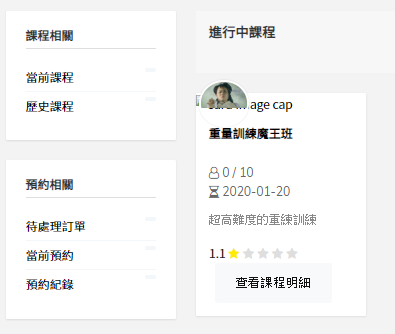 課程相關
當前課程
歷史課程
預約相關
待處理訂單
當前預約
預約紀錄
進行中課程
age cap
重量訓練魔王班
0 / 10
2020-01-20
超高難度的重練訓練
1.1
查看課程明細